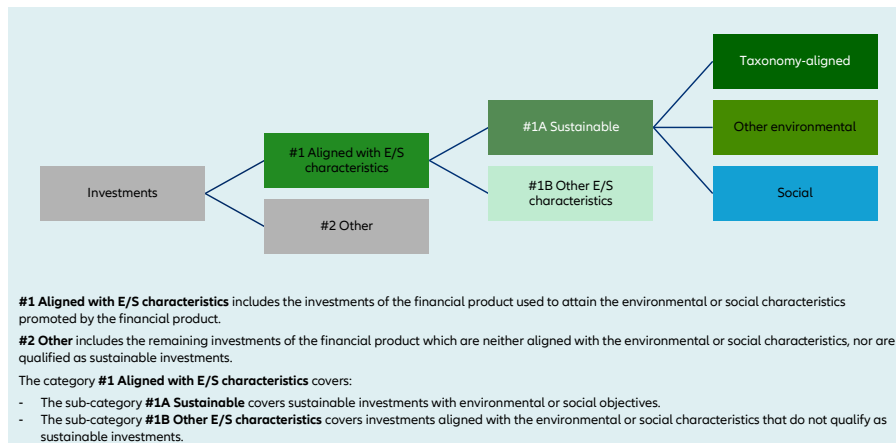 Taxonomy-aligned
#1A Sustainable
Other environmental
#1 Aligned with E/S
characteristics
Investments
#1B Other E/S
characteristics
Social
#2 Other
#1 Aligned with E/S characteristics includes the investments of the financial product used to attain the environmental or social characteristics
promoted by the financial product.
#2 Other includes the remaining investments of the financial product which are neither aligned with the environmental or social characteristics, nor are
qualified as sustainable investments.
The category #1 Aligned with E/S characteristics covers:
- The sub-category #1A Sustainable covers sustainable investments with environmental or social objectives.
- The sub-category #1B Other E/S characteristics covers investments aligned with the environmental or social characteristics that do not qualify as
sustainable investments.